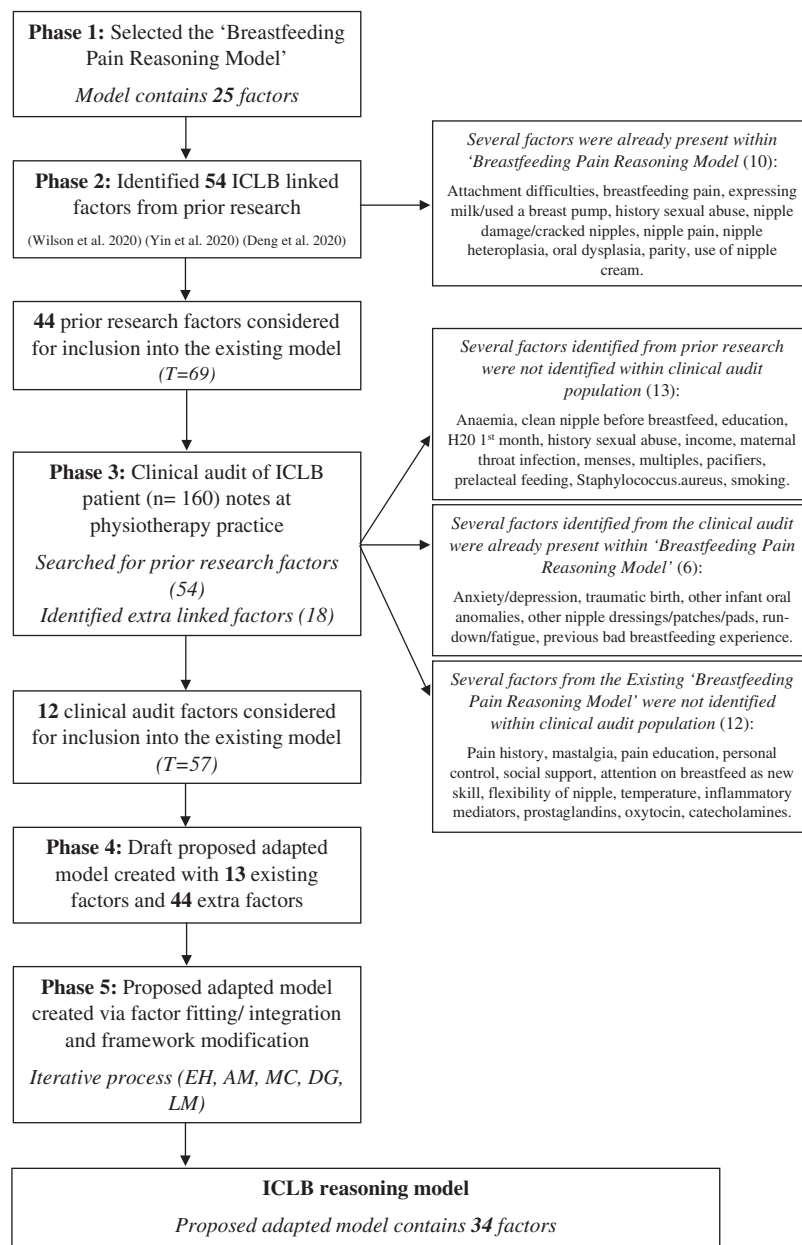 Phase 1: Selected the ‘Breastfeeding
Pain Reasoning Model’
Model contains 25 factors
Phase 2: Identified 54 ICLB linked
factors from prior research
(Wilson et al. 2020) (Yin et al. 2020) (Deng et al. 2020)
Several factors were already present within
‘Breastfeeding Pain Reasoning Model (10):
Attachment difficulties, breastfeeding pain, expressing
milk/used a breast pump, history sexual abuse, nipple
damage/cracked nipples, nipple pain, nipple
heteroplasia, oral dysplasia, parity, use of nipple
cream.
44 prior research factors considered
for inclusion into the existing model
(T=69)
Several factors identified from prior research
were not identified within clinical audit
population (13):
Anaemia, clean nipple before breastfeed, education,
H20 1st month, history sexual abuse, income, maternal
throat infection, menses, multiples, pacifiers,
prelacteal feeding, Staphylococcus.aureus, smoking.
Phase 3: Clinical audit of ICLB
patient (n= 160) notes at
physiotherapy practice
Searched for prior research factors
(54)
Identified extra linked factors (18)
Several factors identified from the clinical audit
were already present within ‘Breastfeeding Pain
Reasoning Model’ (6):
Anxiety/depression, traumatic birth, other infant oral
anomalies, other nipple dressings/patches/pads, run-
down/fatigue, previous bad breastfeeding experience.
Several factors from the Existing ‘Breastfeeding
Pain Reasoning Model’ were not identified
within clinical audit population (12):
Pain history, mastalgia, pain education, personal
control, social support, attention on breastfeed as new
skill, flexibility of nipple, temperature, inflammatory
mediators, prostaglandins, oxytocin, catecholamines.
12 clinical audit factors considered
for inclusion into the existing model
(T=57)
Phase 4: Draft proposed adapted
model created with 13 existing
factors and 44 extra factors
Phase 5: Proposed adapted model
created via factor fitting/ integration
and framework modification
Iterative process (EH, AM, MC, DG,
LM)
ICLB reasoning model
Proposed adapted model contains 34 factors